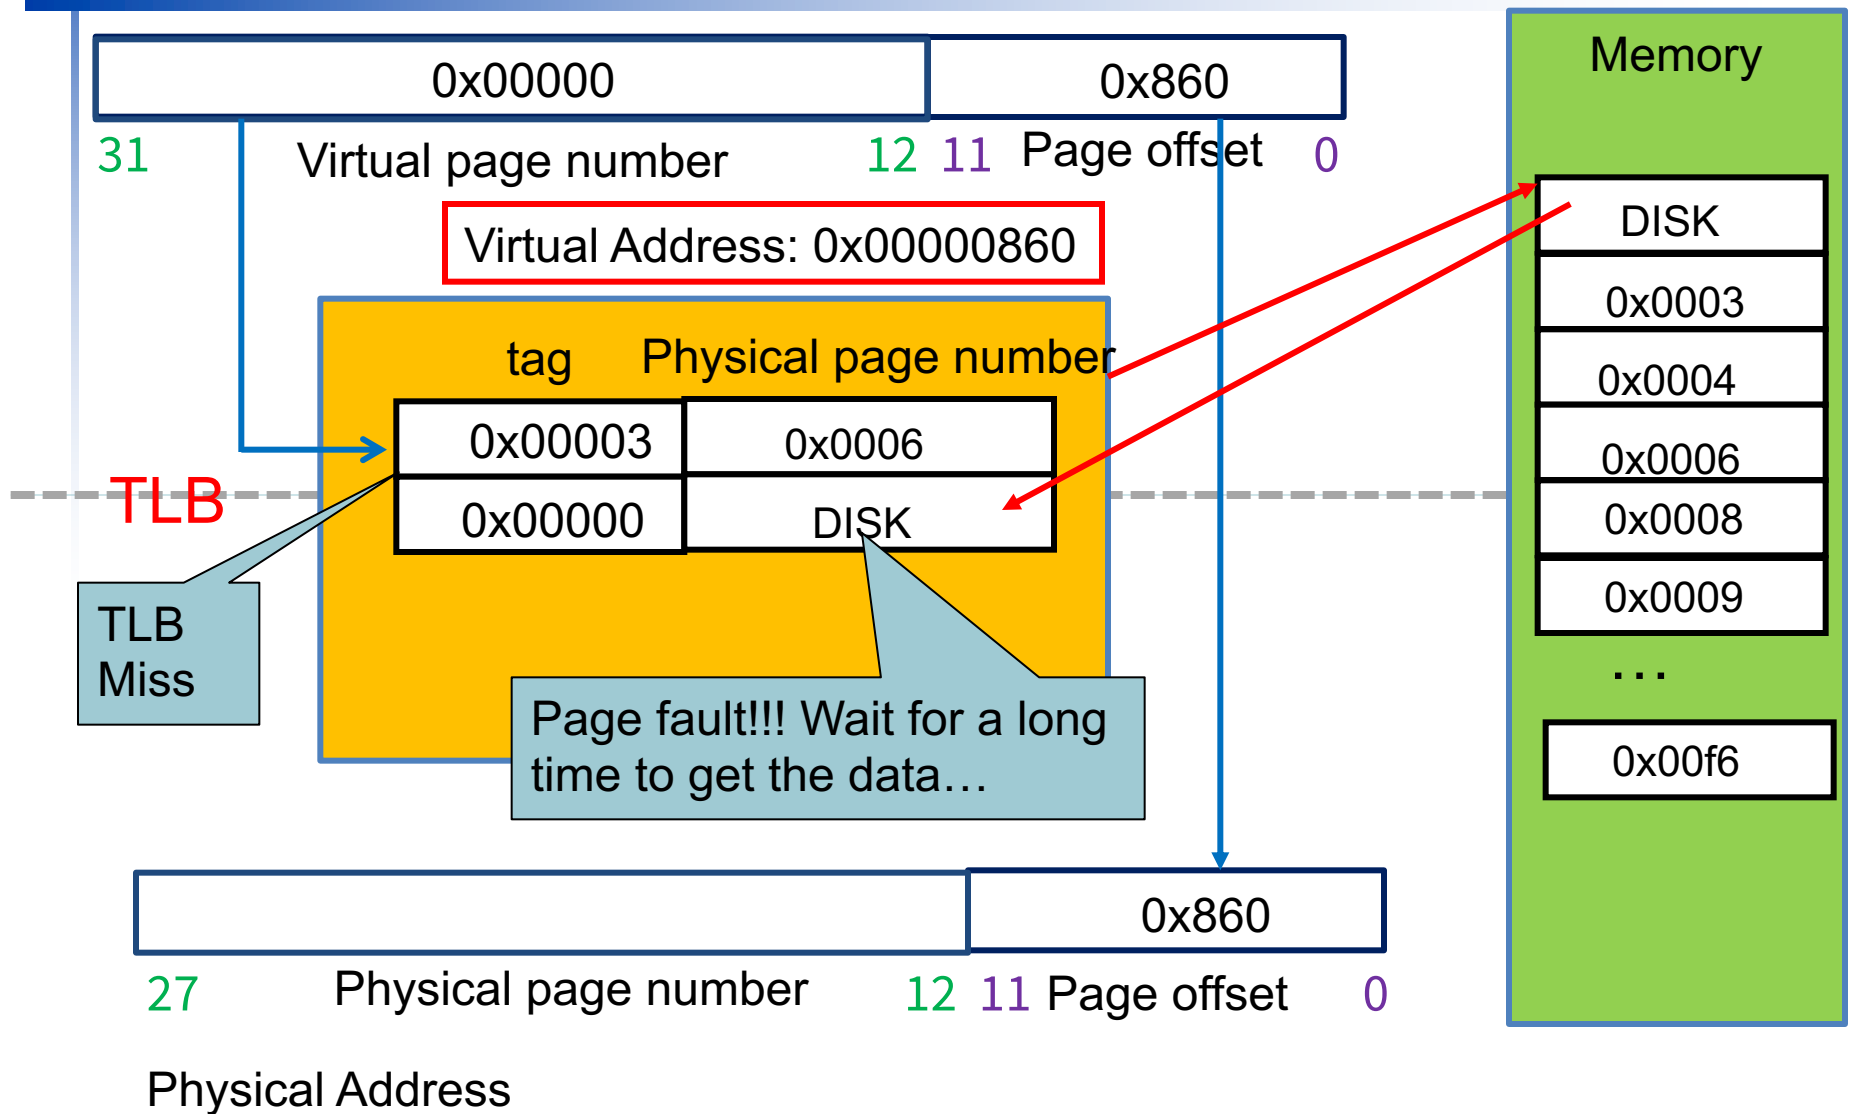 0x00000
0x860
31
Virtual page number
12
11
Page offset
0
Virtual Address: 0x00000860
tag
Physical page number
0x00003
0x0006
0x00000
DISK
TLB
TLB
Miss
Page fault!!! Wait for a long
time to get the data…
Memory
DISK
0x0003
0x0004
0x0006
0x0008
0x0009
…
0x00f6
0x860
27
Physical page number
12
11
Page offset
0
Physical Address